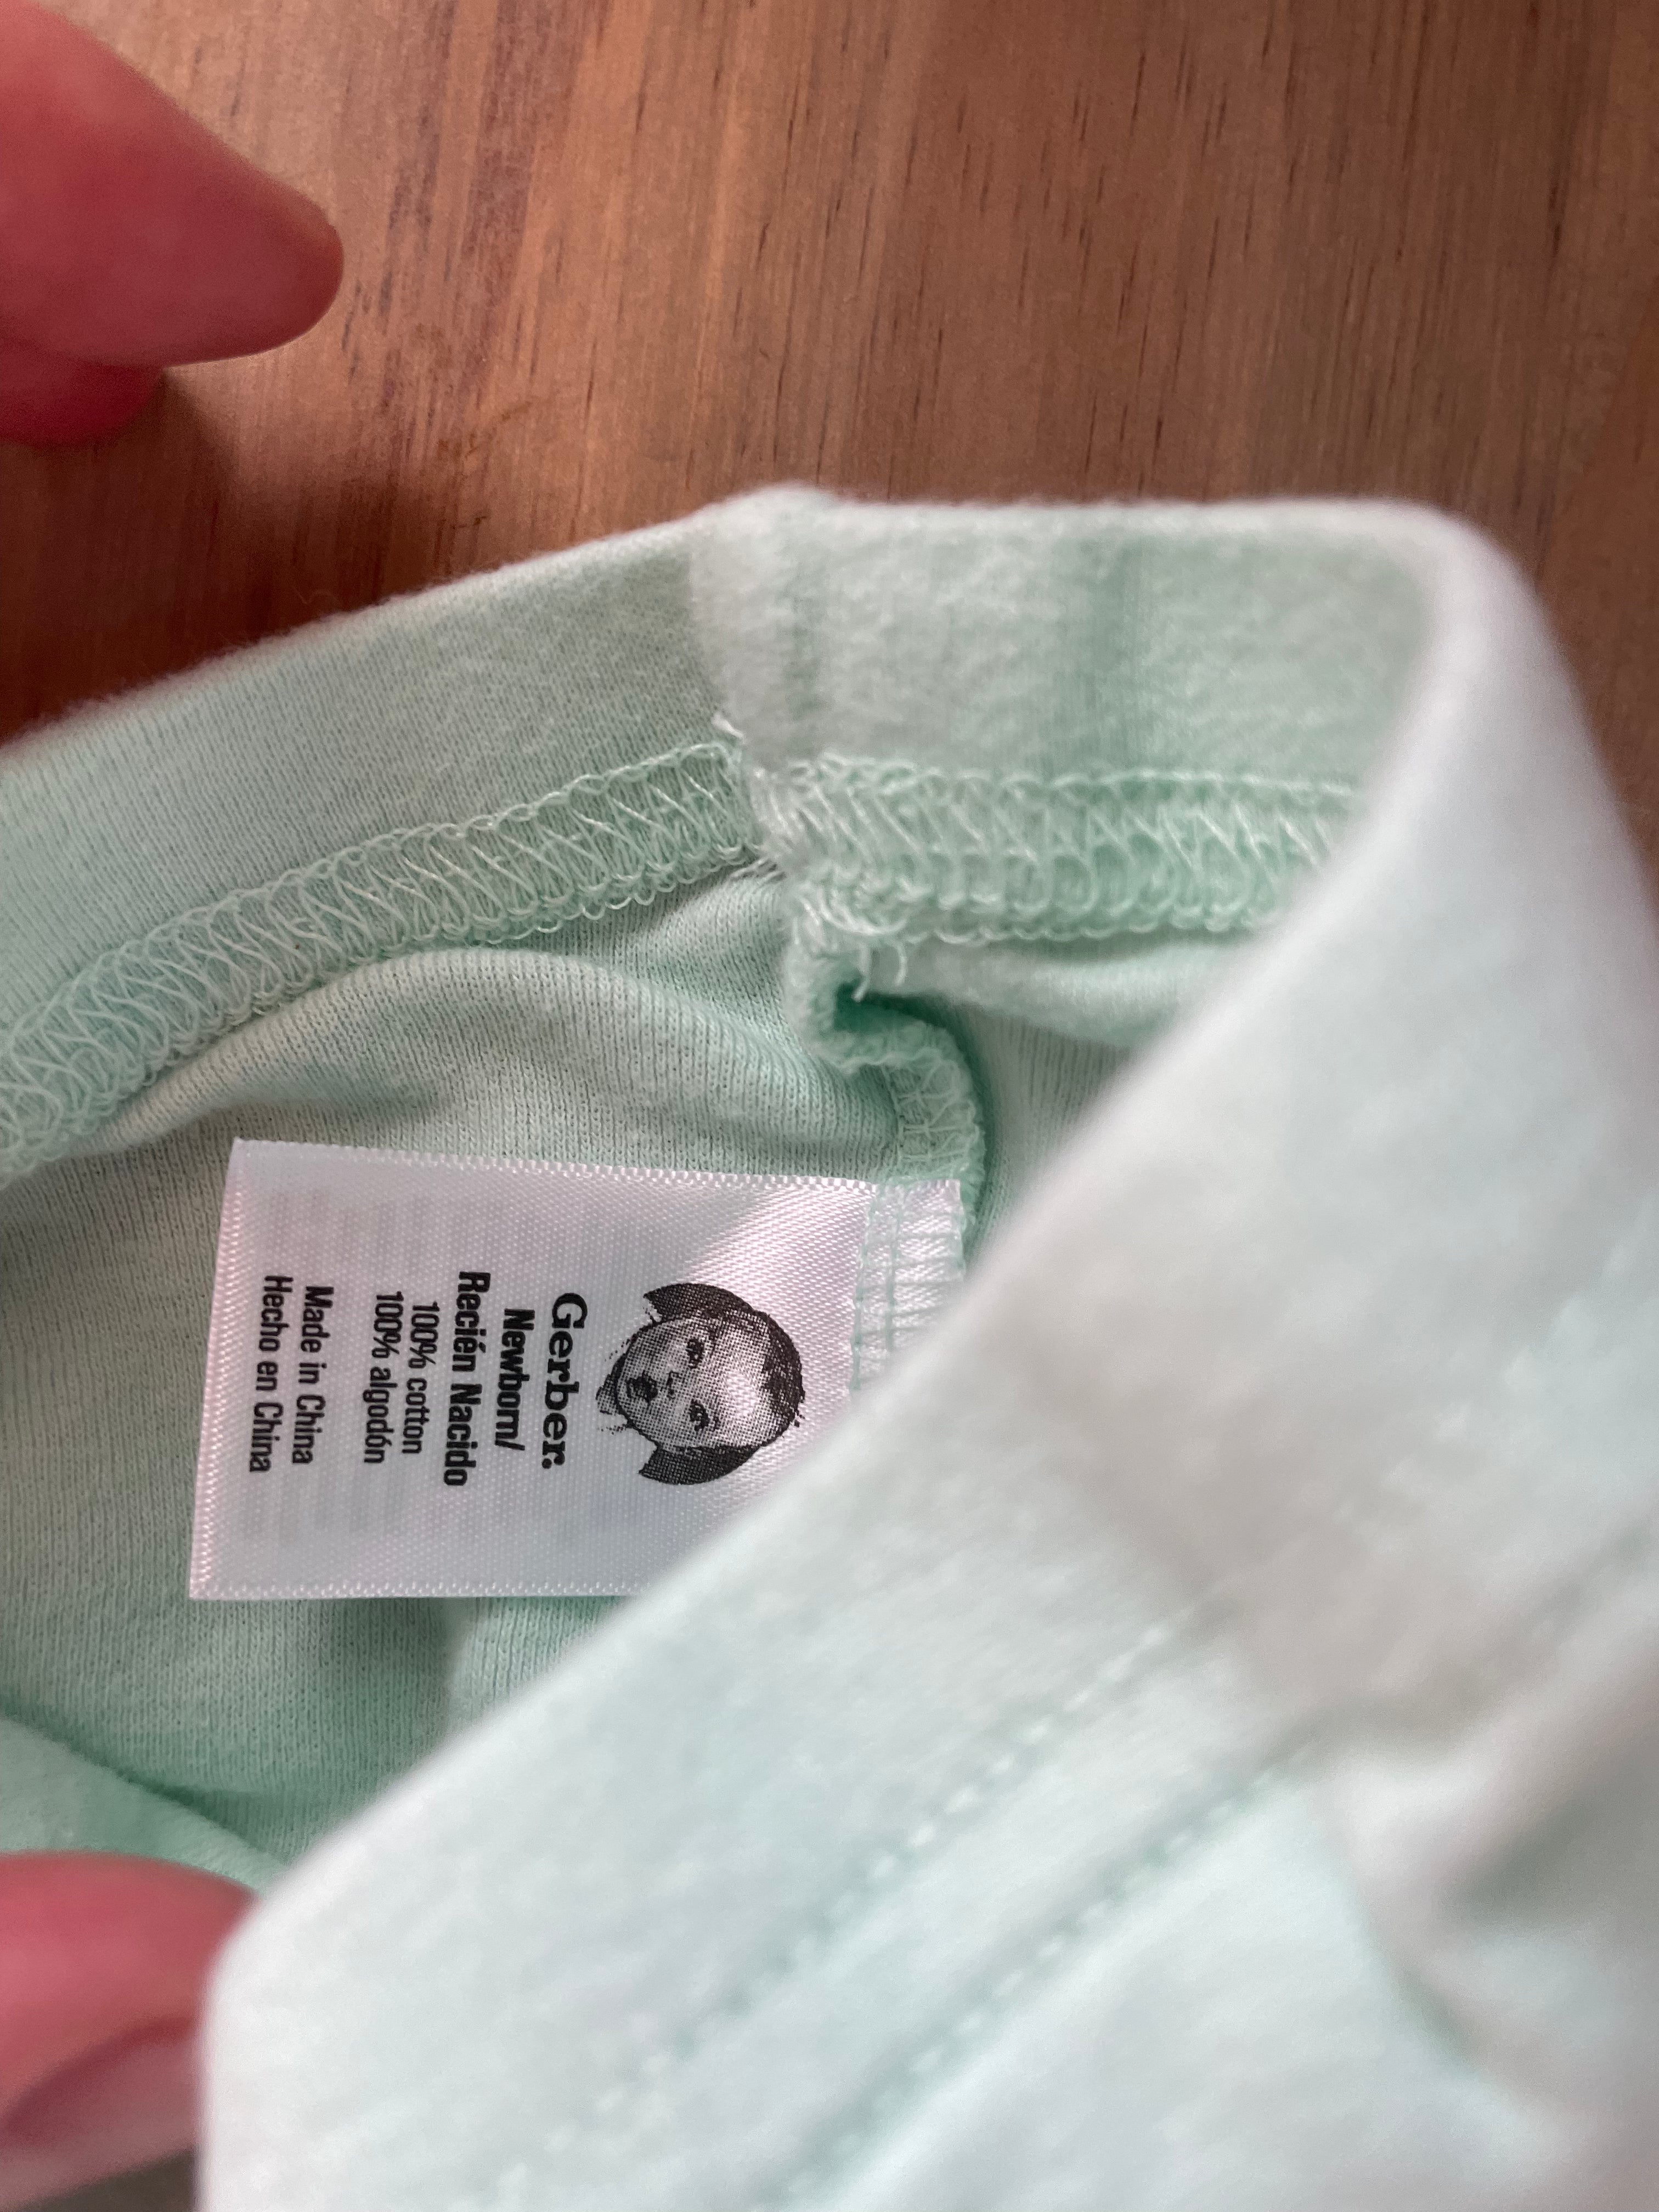 Gerber.
Newborn/
Recién Nacido
100% cotton
100% algodón
Made in China
Hecho en China